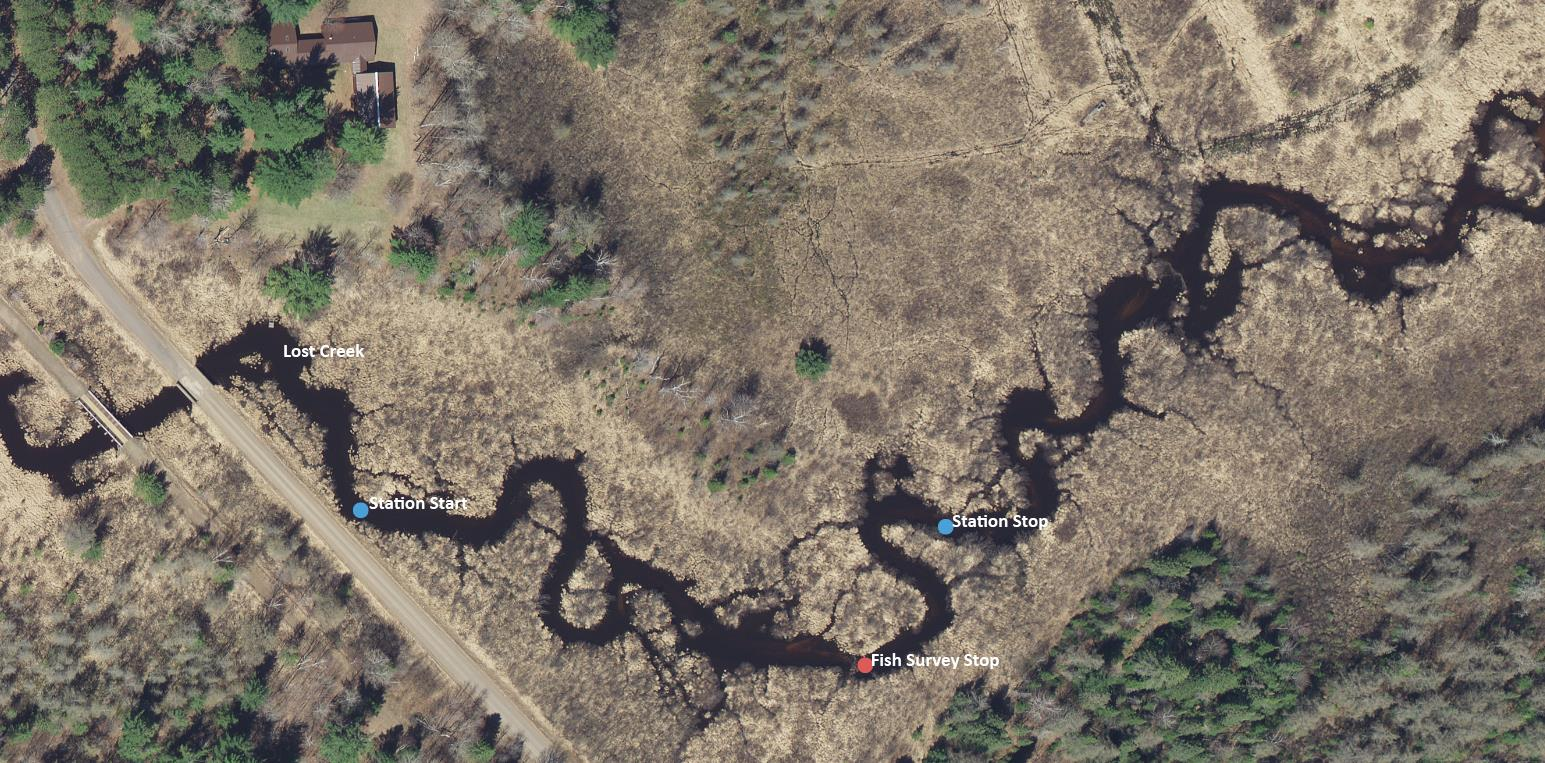 Lost Creek
Station Start
Station Stop
Fish Survey Stop